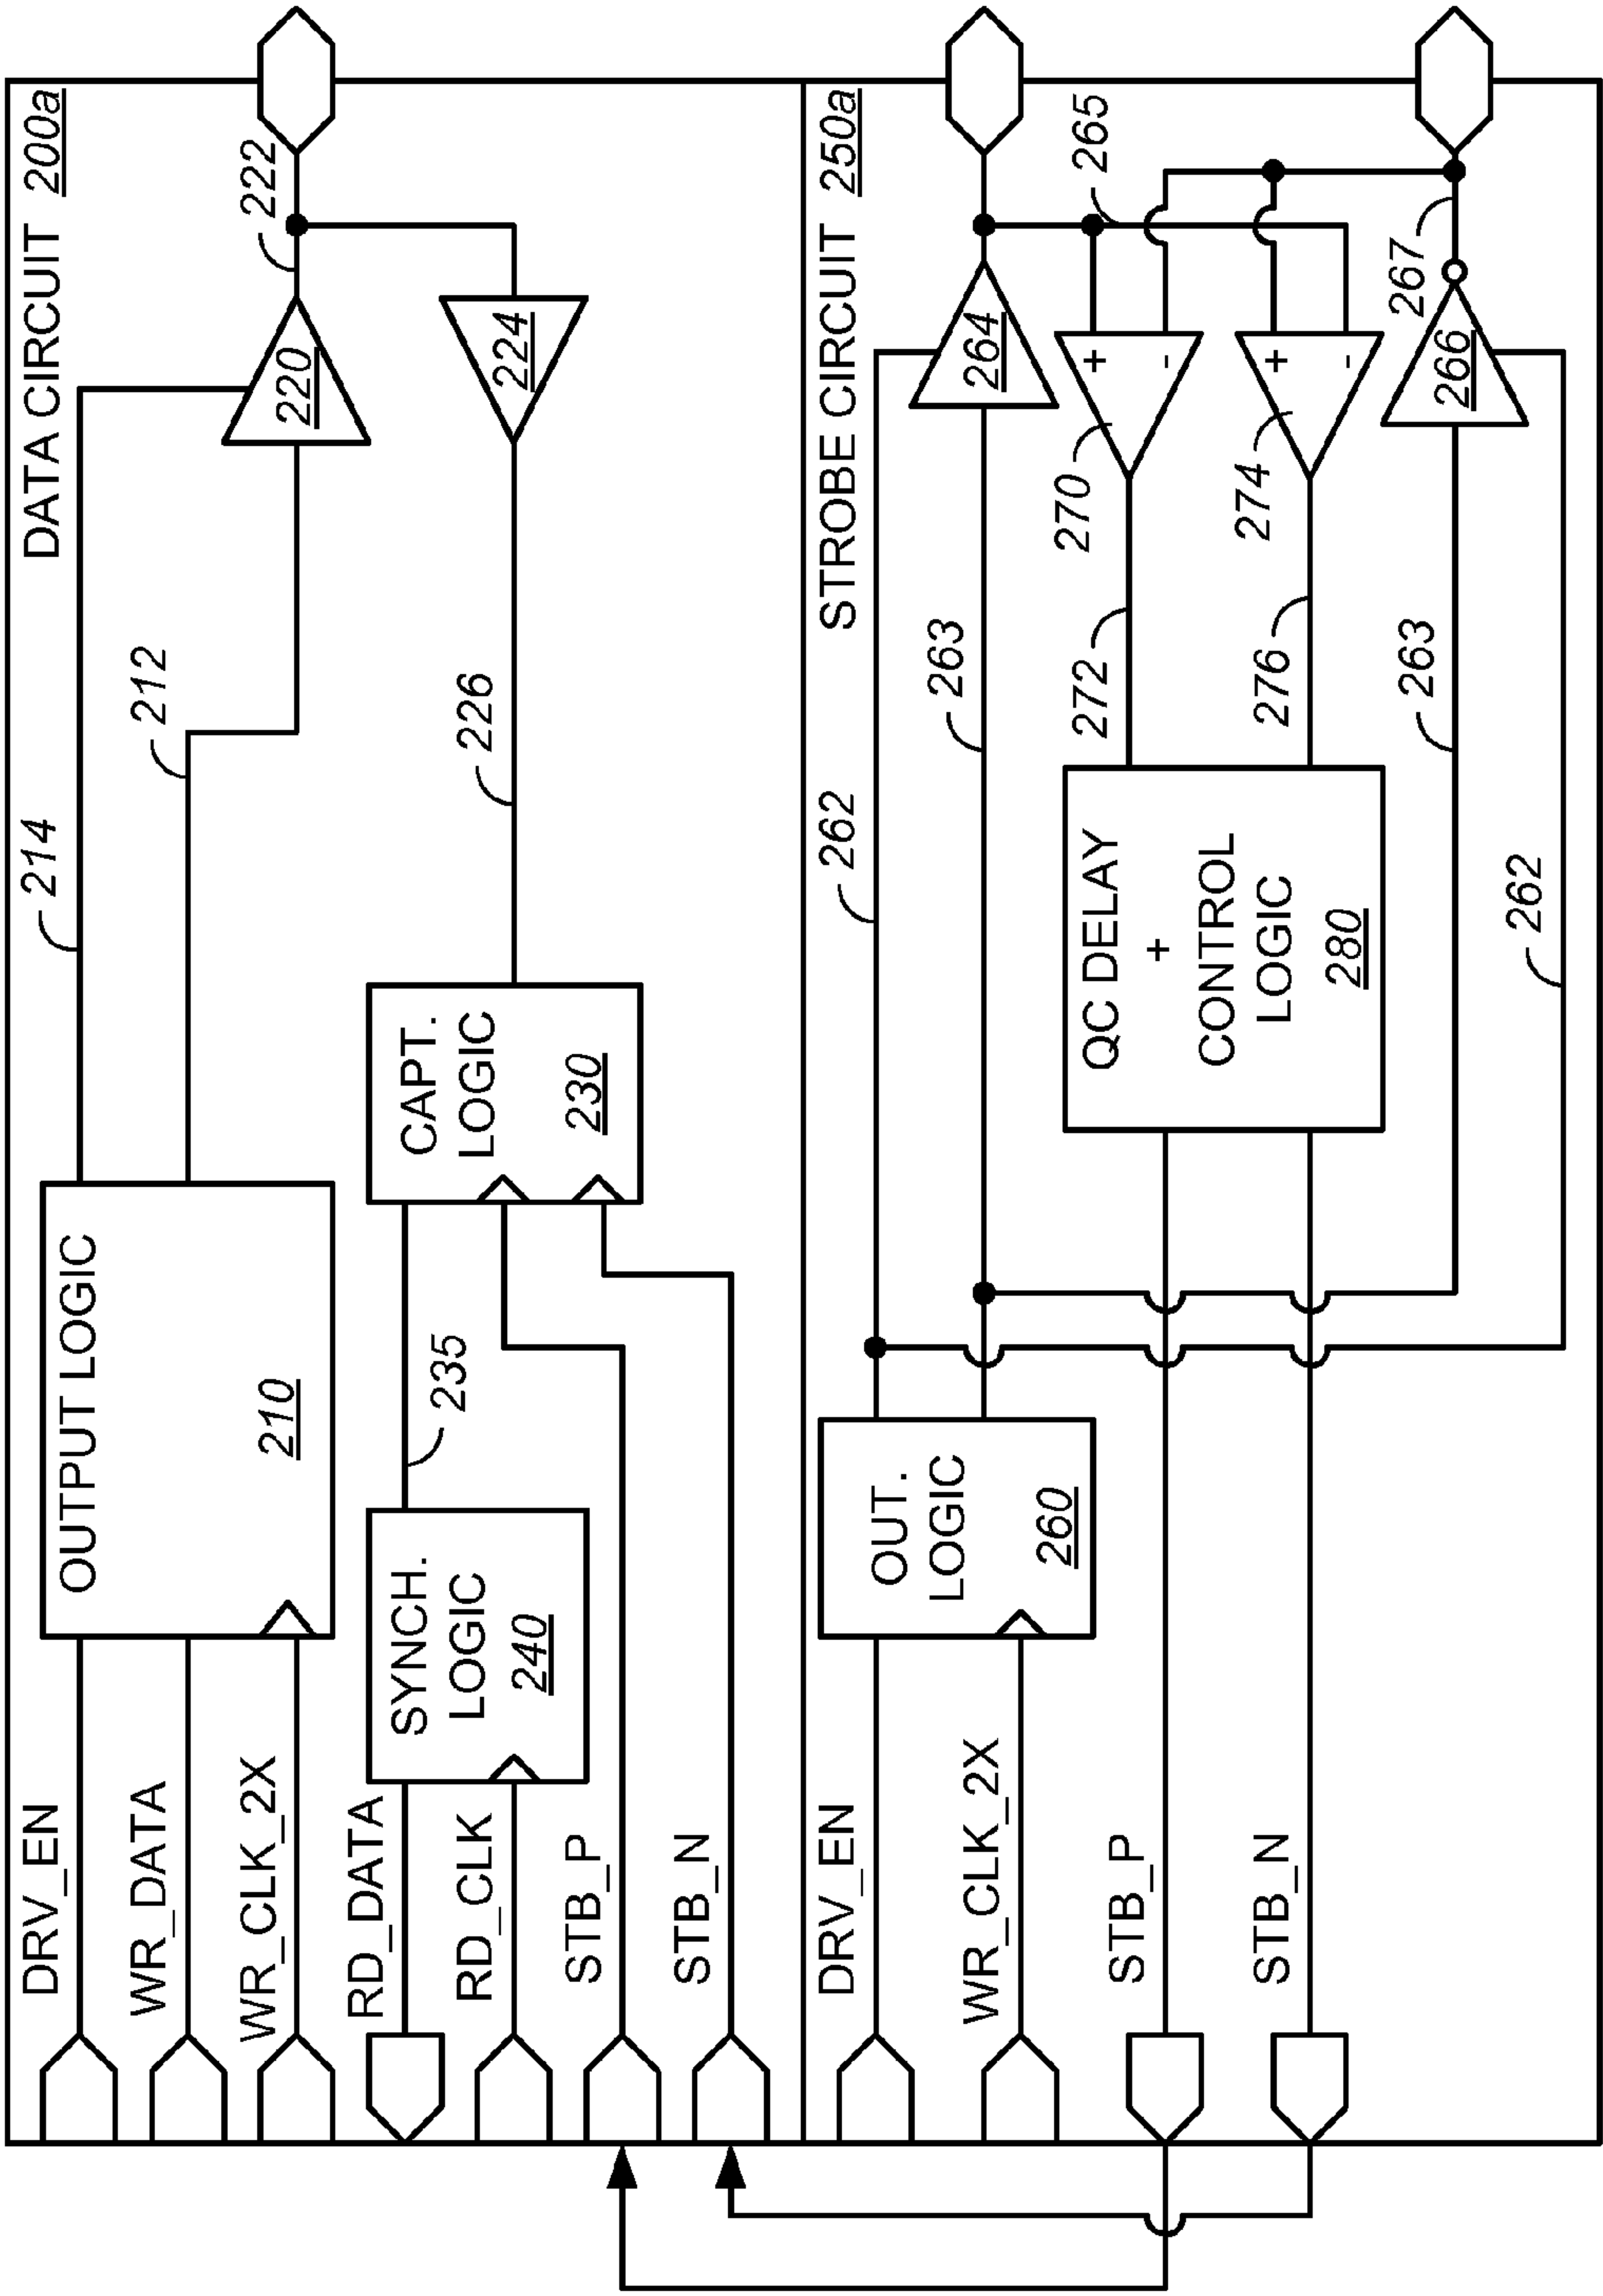 DATA CIRCUIT 200a
DRV_EN
WR_DATA
WR_CLK_2X
OUTPUT LOGIC
210
214
212
220
222
224
226
RD_DATA
RD_CLK
STB_P
STB_N
SYNCH.
LOGIC
240
235
CAPT.
LOGIC
230
STROBE CIRCUIT 250a
DRV_EN
WR_CLK_2X
STB_P
STB_N
OUT.
LOGIC
260
262
263
264
265
QC DELAY
+
CONTROL
LOGIC
280
272
270
+
-
276
274
+
-
263
266
267
262